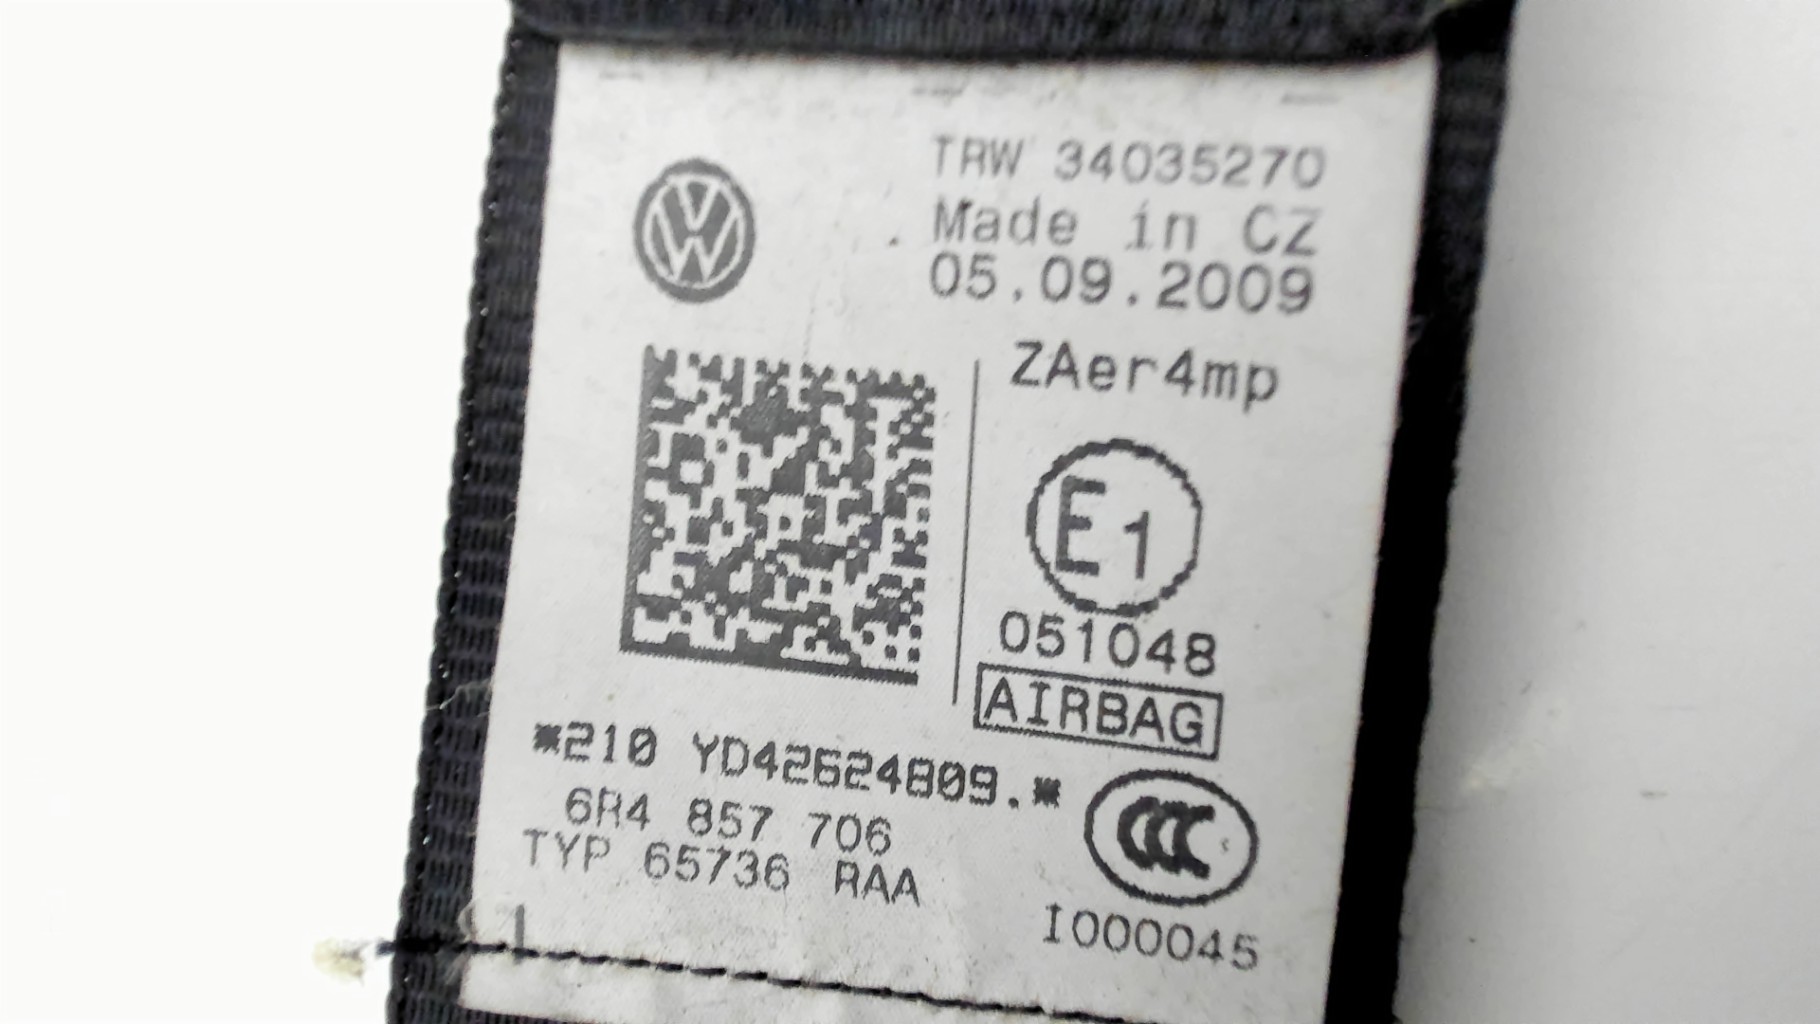 TRW 34035270
Made in CZ
05.09.2009
ZAer4mp
E1
051048
AIRBAG
*210 YD42624809.*
6R4 857 706
TYP 65736 RAA
CCC
I000045